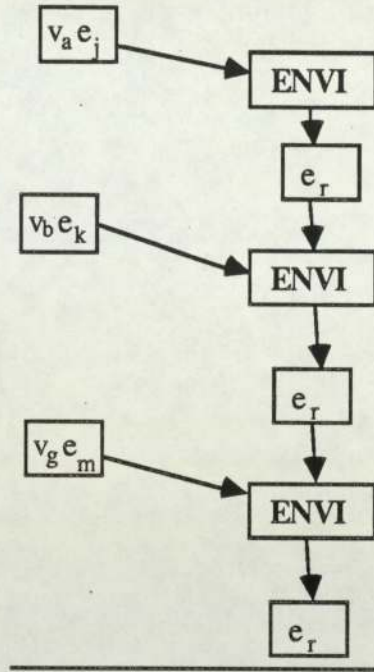 v_a e_j
ENVI
e_r
v_b e_k
ENVI
e_r
v_g e_m
ENVI
e_r